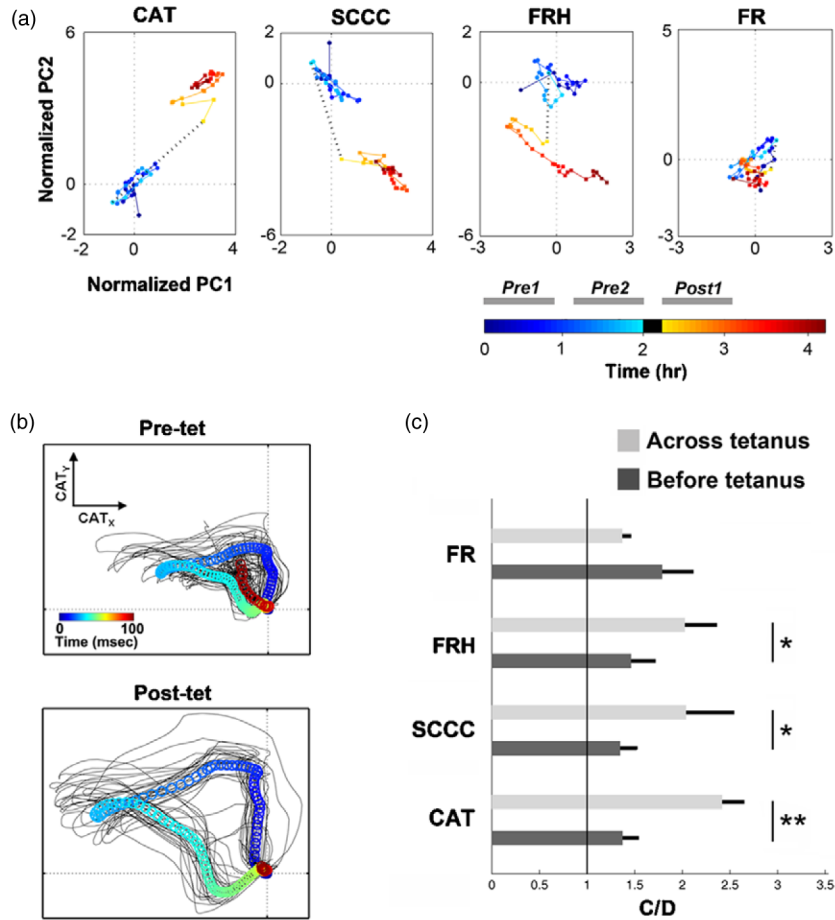 (a)
CAT
SCCC
FRH
FR
6
0
-2
-2 0 4
2
0
-6
-2 0 4
2
0
-6
-3 0 3
5
0
-3
-3 0 3
Normalized PC2
Normalized PC1
Pre1 Pre2 Post1
0 1 2 3 4
Time (hr)
(b)
Pre-tet
CATY
CATX
0 100
Time (msec)
Post-tet
(c)
Across tetanus
Before tetanus
FR
FRH
*
SCCC
*
CAT
**
0 0.5 1 1.5 2 2.5 3 3.5
C/D